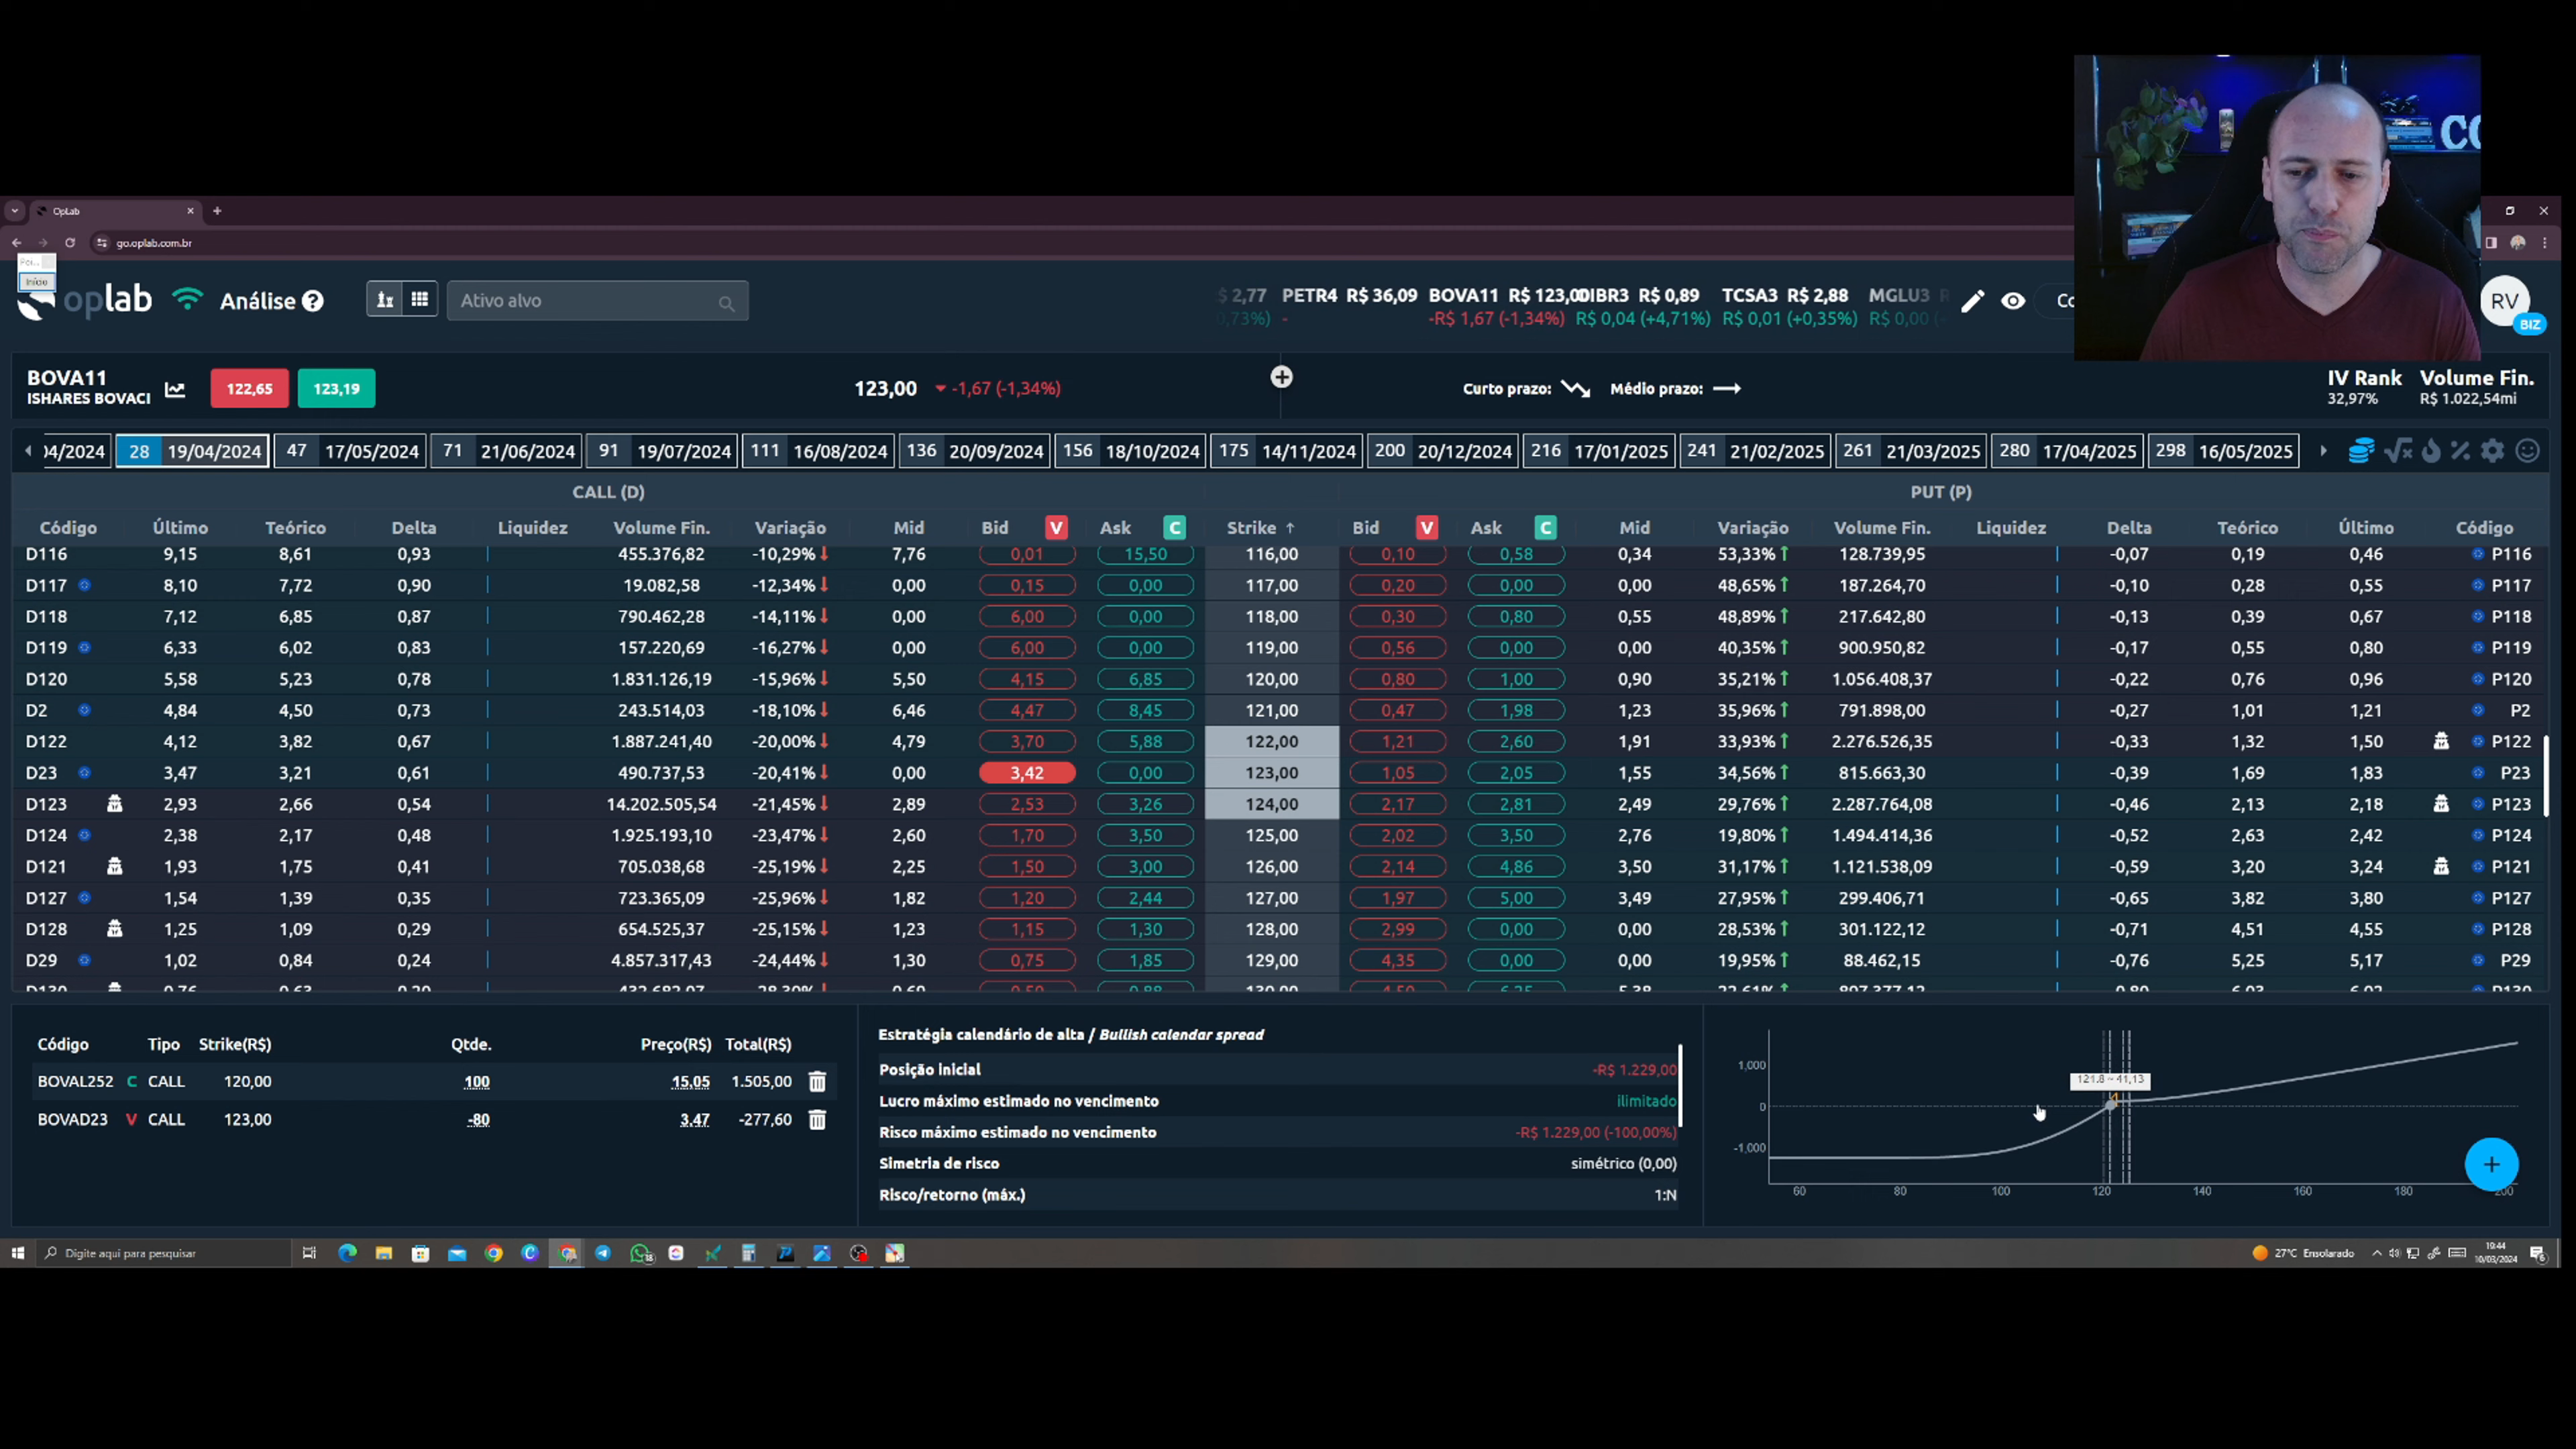 OpLab
go.oplab.com.br
Início
oplab
Análise
Ativo alvo
$ 2,77 PETR4 R$ 36,09 BOVA11 R$ 123,00 OIBR3 R$ 0,89 TCSA3 R$ 2,88 MGLU3
0,73%) - -R$ 1,67 (-1,34%) R$ 0,04 (+4,71%) R$ 0,01 (+0,35%) R$ 0,00
RV
BIZ
BOVA11
ISHARES BOVACI
122,65 123,19
123,00 -1,67 (-1,34%)
Curto prazo: Médio prazo:
IV Rank Volume Fin.
32,97% R$ 1.022,54mi
04/2024 28 19/04/2024 47 17/05/2024 71 21/06/2024 91 19/07/2024 111 16/08/2024 136 20/09/2024 156 18/10/2024 175 14/11/2024 200 20/12/2024 216 17/01/2025 241 21/02/2025 261 21/03/2025 280 17/04/2025 298 16/05/2025
CALL (D) PUT (P)
Código Último Teórico Delta Liquidez Volume Fin. Variação Mid Bid V Ask C Strike ↑ Bid V Ask C Mid Variação Volume Fin. Liquidez Delta Teórico Último Código
D116 9,15 8,61 0,93 455.376,82 -10,29% 7,76 0,01 15,50 116,00 0,10 0,58 0,34 53,33% 128.739,95 -0,07 0,19 0,46 P116
D117 8,10 7,72 0,90 19.082,58 -12,34% 0,00 0,15 0,00 117,00 0,20 0,00 0,00 48,65% 187.264,70 -0,10 0,28 0,55 P117
D118 7,12 6,85 0,87 790.462,28 -14,11% 0,00 6,00 0,00 118,00 0,30 0,80 0,55 48,89% 217.642,80 -0,13 0,39 0,67 P118
D119 6,33 6,02 0,83 157.220,69 -16,27% 0,00 6,00 0,00 119,00 0,56 0,00 0,00 40,35% 900.950,82 -0,17 0,55 0,80 P119
D120 5,58 5,23 0,78 1.831.126,19 -15,96% 5,50 4,15 6,85 120,00 0,80 1,00 0,90 35,21% 1.056.408,37 -0,22 0,76 0,96 P120
D2 4,84 4,50 0,73 243.514,03 -18,10% 6,46 4,47 8,45 121,00 0,47 1,98 1,23 35,96% 791.898,00 -0,27 1,01 1,21 P2
D122 4,12 3,82 0,67 1.887.241,40 -20,00% 4,79 3,70 5,88 122,00 1,21 2,60 1,91 33,93% 2.276.526,35 -0,33 1,32 1,50 P122
D23 3,47 3,21 0,61 490.737,53 -20,41% 0,00 3,42 0,00 123,00 1,05 2,05 1,55 34,56% 815.663,30 -0,39 1,69 1,83 P23
D123 2,93 2,66 0,54 14.202.505,54 -21,45% 2,89 2,53 3,26 124,00 2,17 2,81 2,49 29,76% 2.287.764,08 -0,46 2,13 2,18 P123
D124 2,38 2,17 0,48 1.925.193,10 -23,47% 2,60 1,70 3,50 125,00 2,02 3,50 2,76 19,80% 1.494.414,36 -0,52 2,63 2,42 P124
D121 1,93 1,75 0,41 705.038,68 -25,19% 2,25 1,50 3,00 126,00 2,14 4,86 3,50 31,17% 1.121.538,09 -0,59 3,20 3,24 P121
D127 1,54 1,39 0,35 723.365,09 -25,96% 1,82 1,20 2,44 127,00 1,97 5,00 3,49 27,95% 299.406,71 -0,65 3,82 3,80 P127
D128 1,25 1,09 0,29 654.525,37 -25,15% 1,23 1,15 1,30 128,00 2,99 0,00 0,00 28,53% 301.122,12 -0,71 4,51 4,55 P128
D29 1,02 0,84 0,24 4.857.317,43 -24,44% 1,30 0,75 1,85 129,00 4,35 0,00 0,00 19,95% 88.462,15 -0,76 5,25 5,17 P29
Código Tipo Strike(R$) Qtde. Preço(R$) Total(R$)
BOVAL252 C CALL 120,00 100 15,05 1.505,00
BOVAD23 V CALL 123,00 -80 3,47 -277,60
Estratégia calendário de alta / Bullish calendar spread
Posição inicial -R$ 1.229,00
Lucro máximo estimado no vencimento ilimitado
Risco máximo estimado no vencimento -R$ 1.229,00 (-100,00%)
Simetria de risco simétrico (0,00)
Risco/retorno (máx.) 1:N
1,000
121.8 ~ 41,13
0
-1,000
60 80 100 120 140 160 180 200
Digite aqui para pesquisar
27°C Ensolarado
19:44
10/03/2024